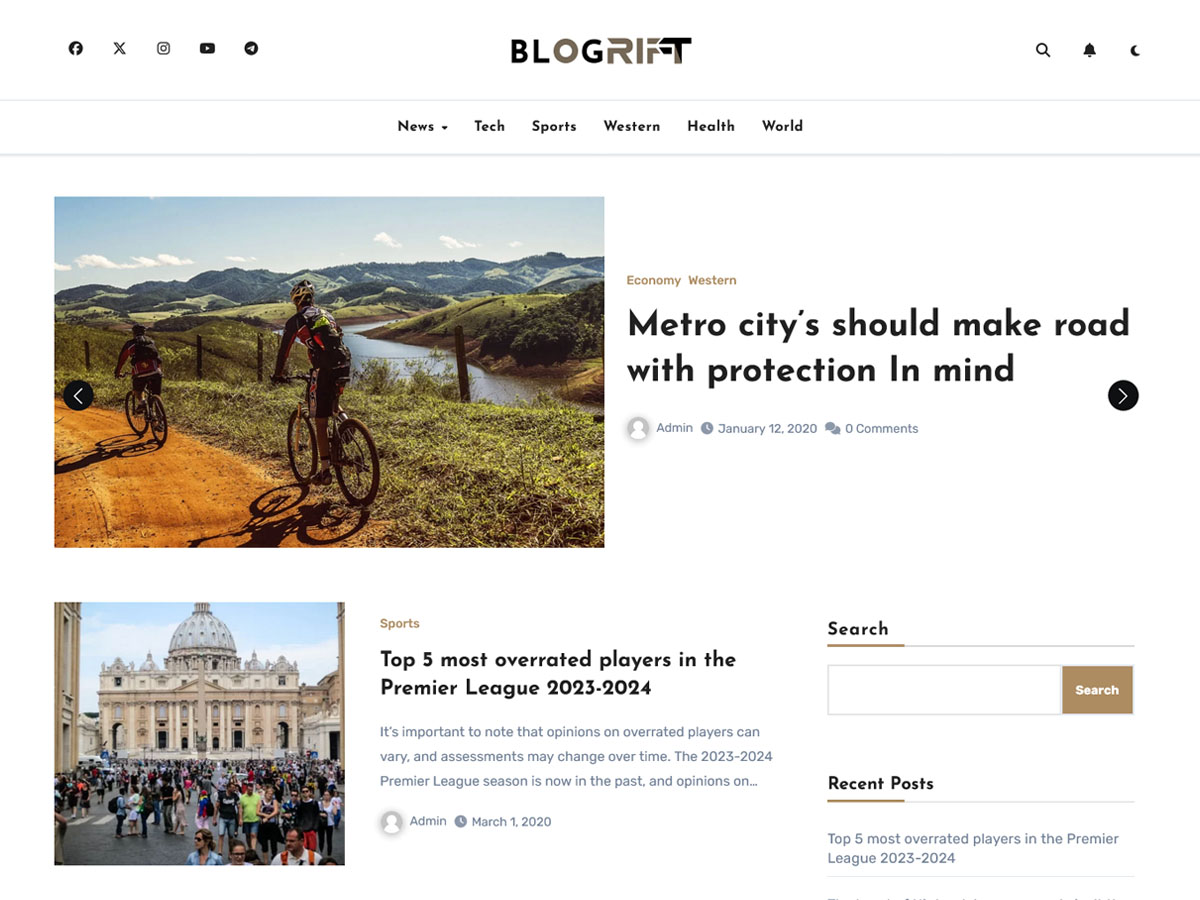 BLOGRIFT
News Tech Sports Western Health World
Economy Western
Metro city’s should make road
with protection In mind
Admin January 12, 2020 0 Comments
Sports
Top 5 most overrated players in the
Premier League 2023-2024
It’s important to note that opinions on overrated players can
vary, and assessments may change over time. The 2023-2024
Premier League season is now in the past, and opinions on…
Admin March 1, 2020
Search
Search
Recent Posts
Top 5 most overrated players in the Premier
League 2023-2024